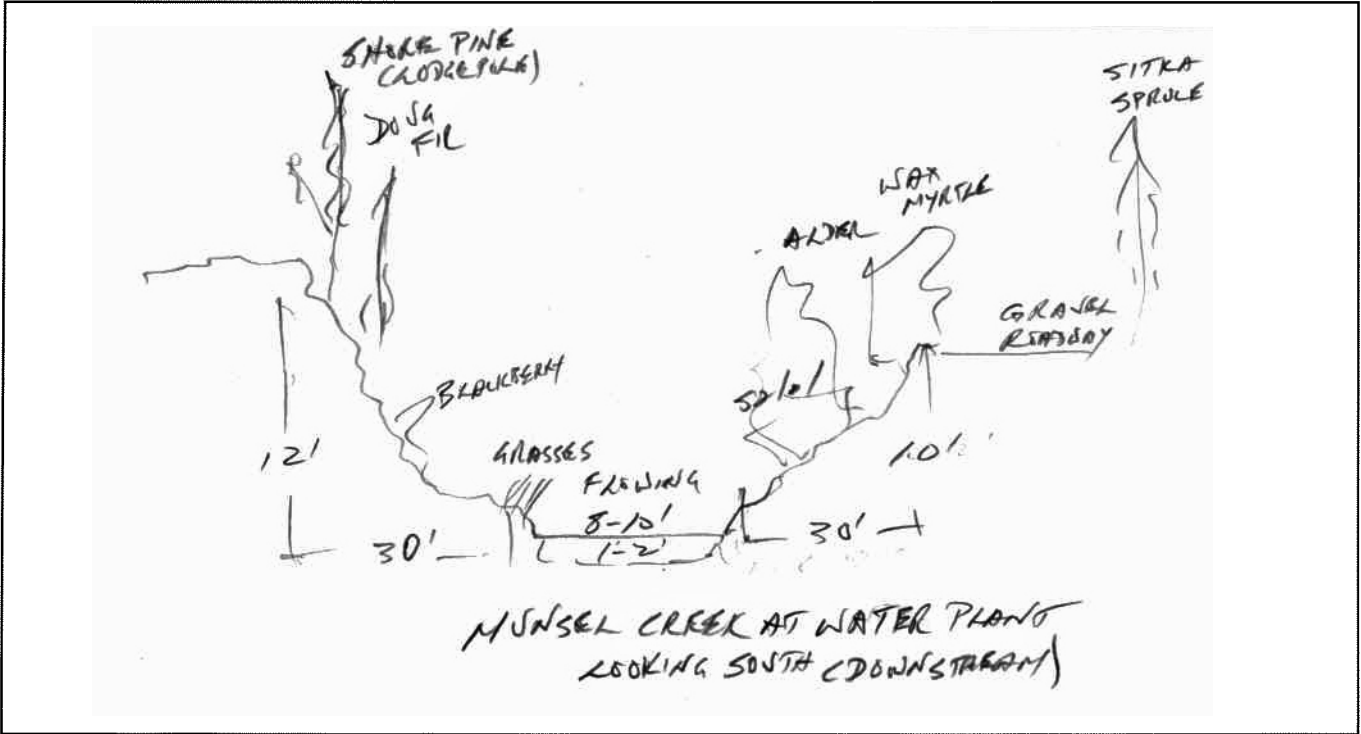 SHORE PINE
(LODGEPOLE)
DOUG
FIR
SITKA
SPRUCE
WAX
MYRTLE
ALDER
GRAVEL
ROADWAY
BLACKBERRY
salal
12'
GRASSES
FLOWING
10'
8-10'
30'
1-2'
30'
MUNSEL CREEK AT WATER PLANT
LOOKING SOUTH (DOWNSTREAM)